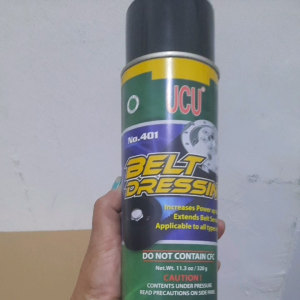 UCU
No.401
BELT
DRESSING
Increases Power
Extends Belt
Applicable to all
DO NOT CONTAIN CFC
Net.Wt. 11.3 oz / 320 g
CAUTION!
CONTENTS UNDER PRESSURE
READ PRECAUTIONS ON SIDE PANEL